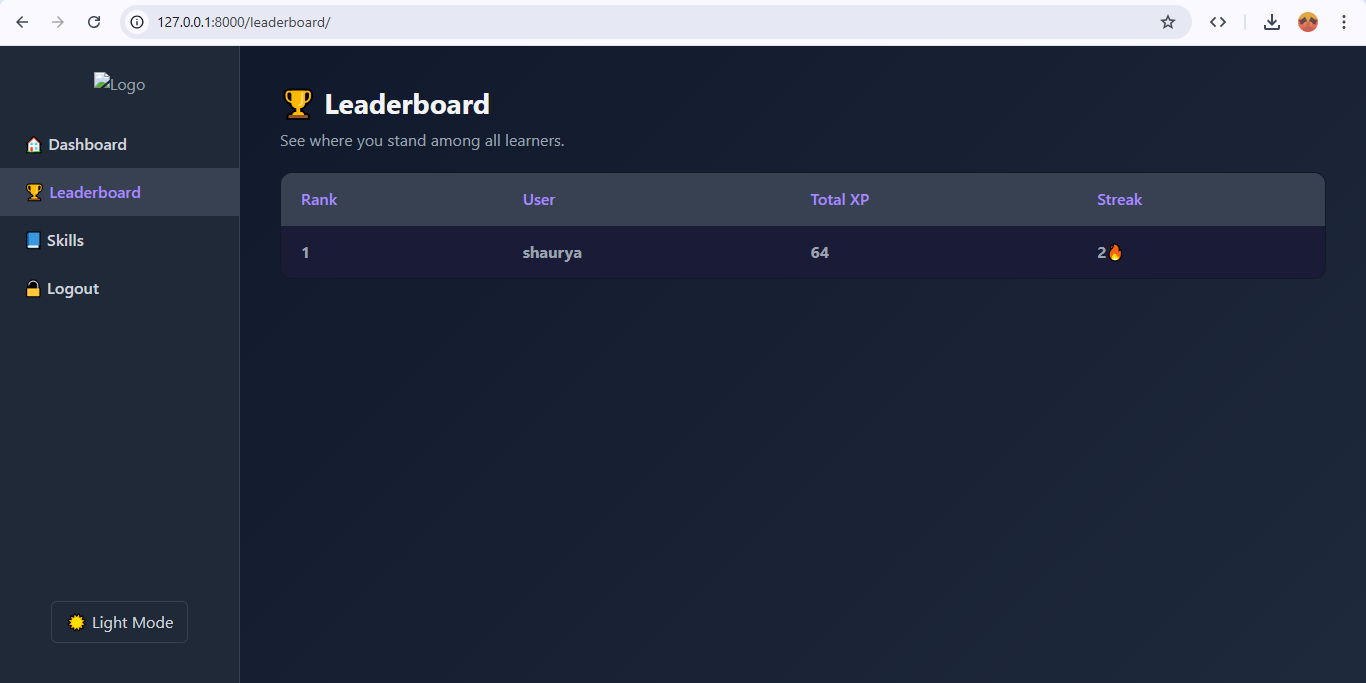 127.0.0.1:8000/leaderboard/
Logo
🏠 Dashboard
🏆 Leaderboard
📘 Skills
🔓 Logout
☀️ Light Mode
🏆 Leaderboard
See where you stand among all learners.
Rank User Total XP Streak
1 shaurya 64 2🔥